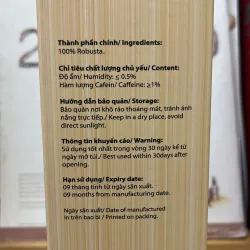 Thành phần chính/ Ingredients:
100% Robusta.
Chỉ tiêu chất lượng chủ yếu/ Content:
Độ ẩm/ Humidity: ≤ 0,5%
Hàm lượng Cafein/ Caffeine: ≥1%
Hướng dẫn bảo quản/ Storage:
Bảo quản nơi khô ráo thoáng mát, tránh ánh
nắng trực tiếp./ Keep in a dry place, avoid
direct sunlight.
Thông tin khuyến cáo/ Warning:
Sử dụng tốt nhất trong vòng 30 ngày kể từ
ngày mở túi./ Best used within 30days after
opening.
Hạn sử dụng/ Expiry date:
09 tháng tính từ ngày sản xuất.
09 months from manufacturing date.
Ngày sản xuất/ Date of manufactured
in trên bao bì / Printed on packing.